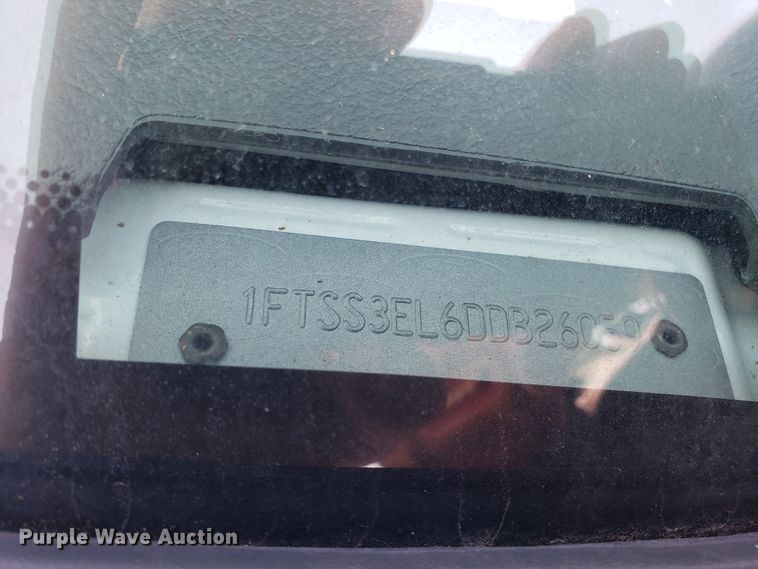 1FTSS3EL6DDB26059
Purple Wave Auction